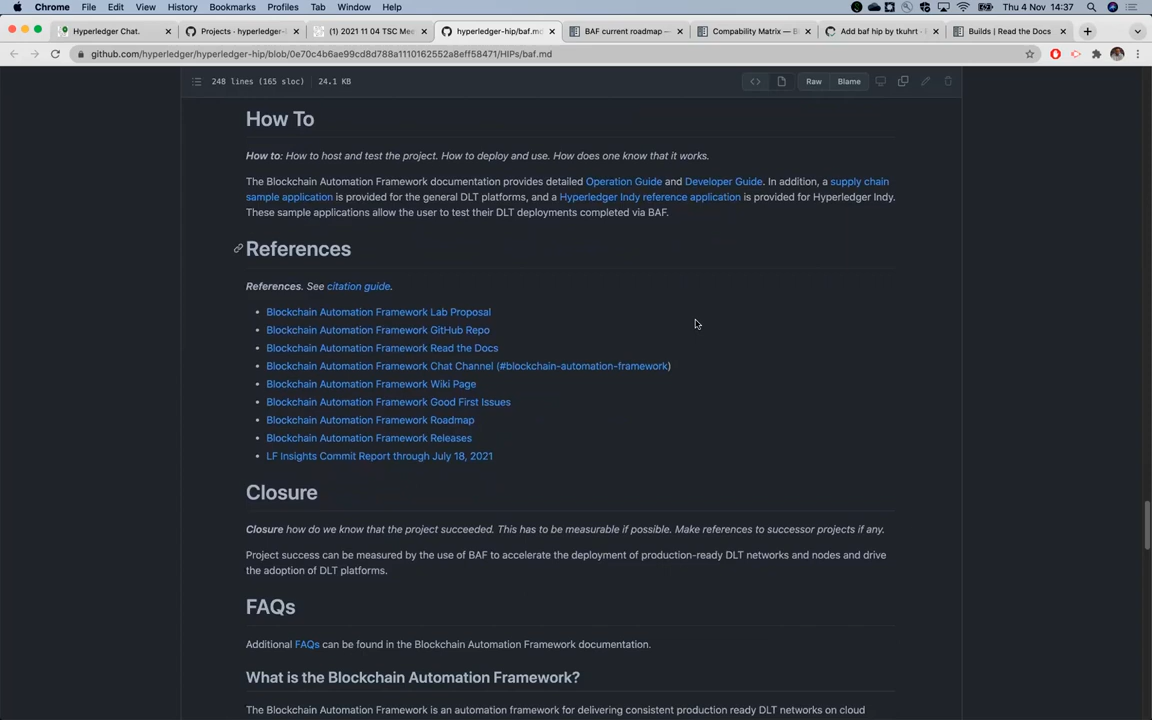 Chrome File Edit View History Bookmarks Profiles Tab Window Help Thu 4 Nov 14:37
Hyperledger Chat. Projects - hyperledger- (1) 2021 11 04 TSC Mee hyperledger-hip/baf.md BAF current roadmap — Compability Matrix — B Add baf hip by tkuhrt · Builds | Read the Docs
github.com/hyperledger/hyperledger-hip/blob/0e70c4b6ae99cd8d788a1110162552a8eff58471/HIPs/baf.md
248 lines (165 sloc) 24.1 KB Raw Blame
How To
How to: How to host and test the project. How to deploy and use. How does one know that it works.
The Blockchain Automation Framework documentation provides detailed Operation Guide and Developer Guide. In addition, a supply chain
sample application is provided for the general DLT platforms, and a Hyperledger Indy reference application is provided for Hyperledger Indy.
These sample applications allow the user to test their DLT deployments completed via BAF.
References
References. See citation guide.
• Blockchain Automation Framework Lab Proposal
• Blockchain Automation Framework GitHub Repo
• Blockchain Automation Framework Read the Docs
• Blockchain Automation Framework Chat Channel (#blockchain-automation-framework)
• Blockchain Automation Framework Wiki Page
• Blockchain Automation Framework Good First Issues
• Blockchain Automation Framework Roadmap
• Blockchain Automation Framework Releases
• LF Insights Commit Report through July 18, 2021
Closure
Closure how do we know that the project succeeded. This has to be measurable if possible. Make references to successor projects if any.
Project success can be measured by the use of BAF to accelerate the deployment of production-ready DLT networks and nodes and drive
the adoption of DLT platforms.
FAQs
Additional FAQs can be found in the Blockchain Automation Framework documentation.
What is the Blockchain Automation Framework?
The Blockchain Automation Framework is an automation framework for delivering consistent production ready DLT networks on cloud